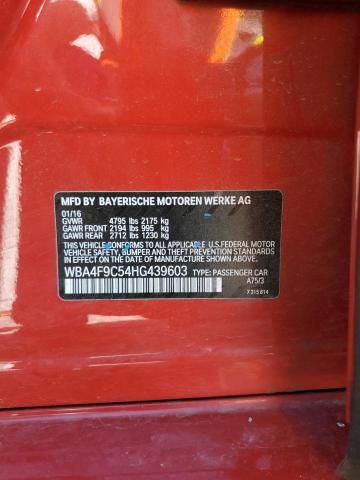 MFD BY BAYERISCHE MOTOREN WERKE AG
01/16
GVWR 4795 lbs 2175 kg
GAWR FRONT 2194 lbs 995 kg
GAWR REAR 2712 lbs 1230 kg
THIS VEHICLE CONFORMS TO ALL APPLICABLE U.S. FEDERAL MOTOR
VEHICLE SAFETY, BUMPER AND THEFT PREVENTION STANDARDS
IN EFFECT ON THE DATE OF MANUFACTURE SHOWN ABOVE.
WBA4F9C54HG439603 TYPE: PASSENGER CAR
A75/3
7 315 814